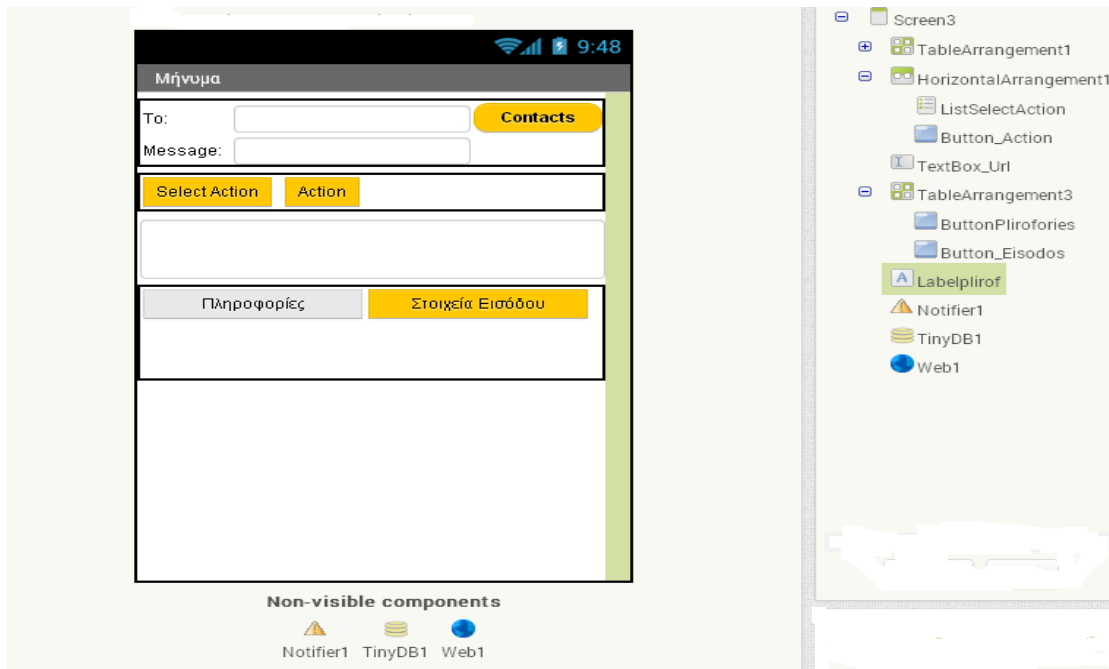 9:48
Μήνυμα
To:
Contacts
Message:
Select Action
Action
Πληροφορίες
Στοιχεία Εισόδου
Non-visible components
Notifier1
TinyDB1
Web1
Screen3
TableArrangement1
HorizontalArrangement1
ListSelectAction
Button_Action
TextBox_Url
TableArrangement3
ButtonPlirofories
Button_Eisodos
Labelplirof
Notifier1
TinyDB1
Web1